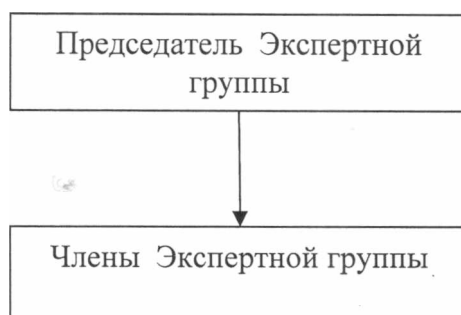 Председатель Экспертной
группы
Члены Экспертной группы